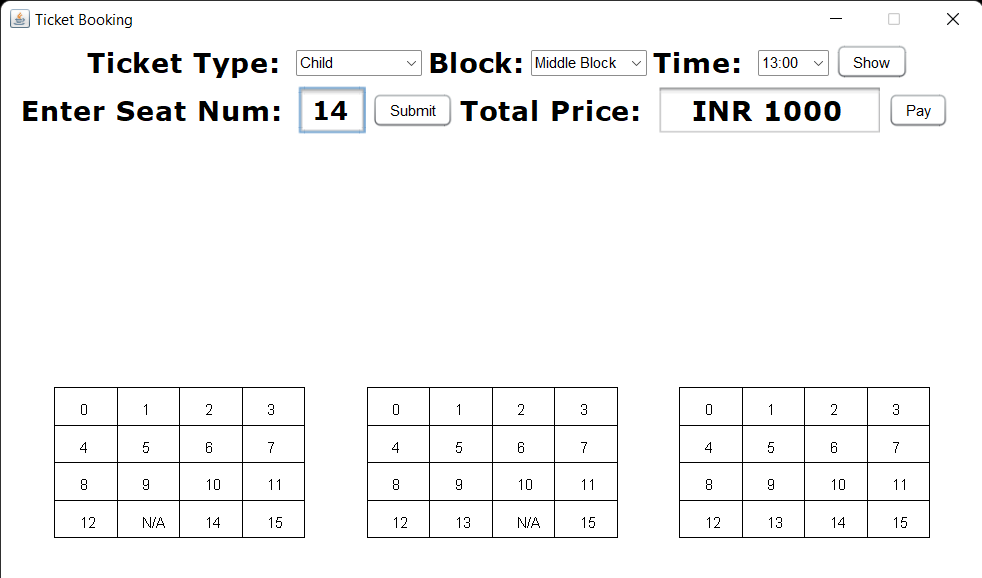 Ticket Booking
Ticket Type: Child Block: Middle Block Time: 13:00 Show
Enter Seat Num: 14 Submit Total Price: INR 1000 Pay
0 1 2 3 0 1 2 3 0 1 2 3
4 5 6 7 4 5 6 7 4 5 6 7
8 9 10 11 8 9 10 11 8 9 10 11
12 N/A 14 15 12 13 N/A 15 12 13 14 15